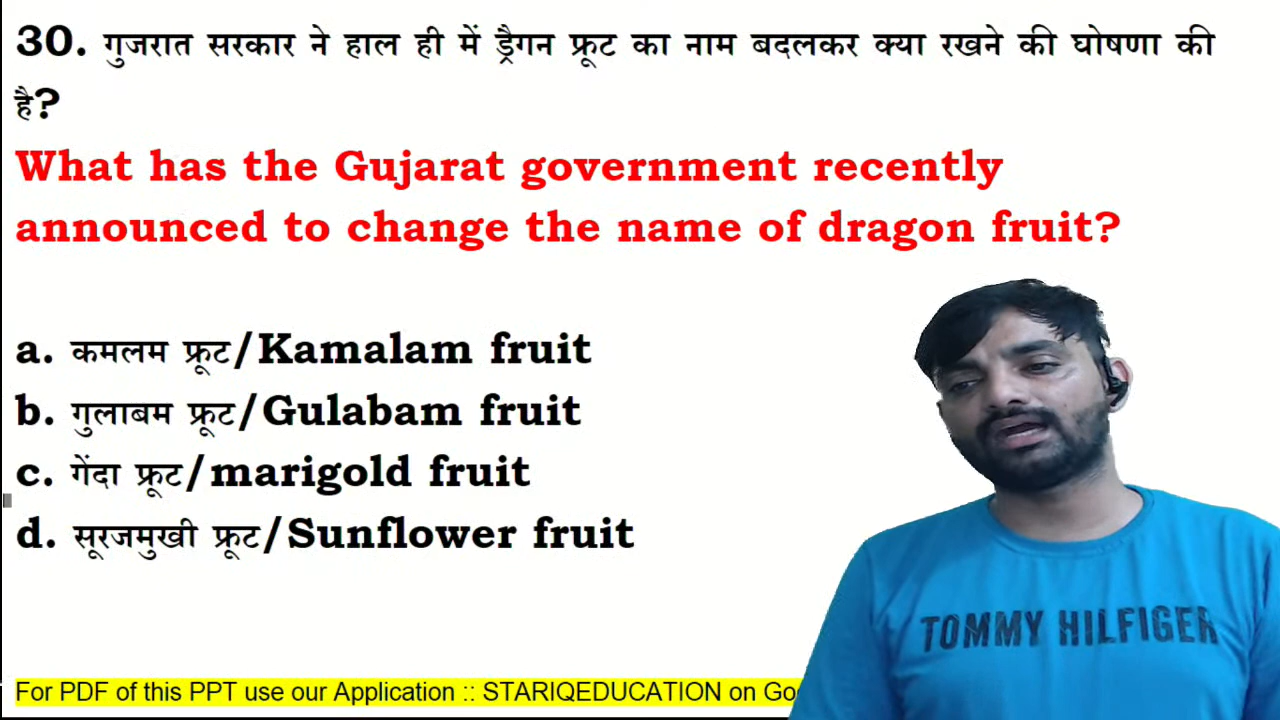 30. गुजरात सरकार ने हाल ही में ड्रैगन फ्रूट का नाम बदलकर क्या रखने की घोषणा की
है?
What has the Gujarat government recently
announced to change the name of dragon fruit?
a. कमलम फ्रूट/Kamalam fruit
b. गुलाबम फ्रूट/Gulabam fruit
c. गेंदा फ्रूट/marigold fruit
d. सूरजमुखी फ्रूट/Sunflower fruit
TOMMY HILFIGER
For PDF of this PPT use our Application :: STARIQEDUCATION on